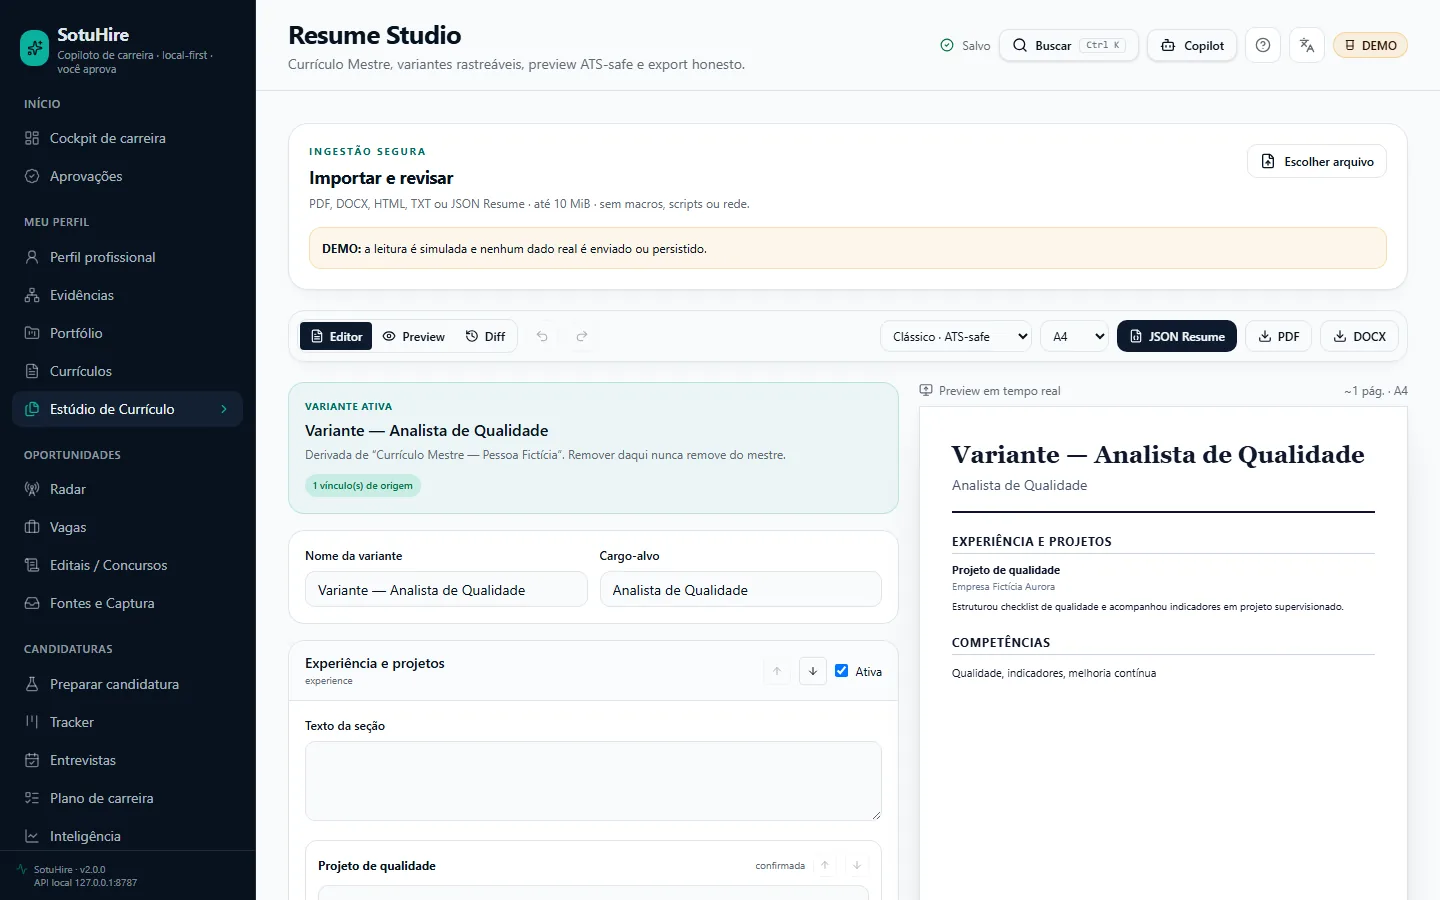 SotuHire
Copiloto de carreira · local-first ·
você aprova
INÍCIO
Cockpit de carreira
Aprovações
MEU PERFIL
Perfil profissional
Evidências
Portfólio
Currículos
Estúdio de Currículo
OPORTUNIDADES
Radar
Vagas
Editais / Concursos
Fontes e Captura
CANDIDATURAS
Preparar candidatura
Tracker
Entrevistas
Plano de carreira
Inteligência
SotuHire · v2.0.0
API local 127.0.0.1:8787
Resume Studio
Currículo Mestre, variantes rastreáveis, preview ATS-safe e export honesto.
Salvo
Buscar Ctrl K
Copilot
DEMO
INGESTÃO SEGURA
Importar e revisar
PDF, DOCX, HTML, TXT ou JSON Resume · até 10 MiB · sem macros, scripts ou rede.
Escolher arquivo
DEMO: a leitura é simulada e nenhum dado real é enviado ou persistido.
Editor Preview Diff
Clássico · ATS-safe A4 JSON Resume PDF DOCX
VARIANTE ATIVA
Variante — Analista de Qualidade
Derivada de “Currículo Mestre — Pessoa Fictícia”. Remover daqui nunca remove do mestre.
1 vínculo(s) de origem
Nome da variante
Variante — Analista de Qualidade
Cargo-alvo
Analista de Qualidade
Experiência e projetos
experience
Ativa
Texto da seção
Projeto de qualidade
confirmada
Preview em tempo real
~1 pág. · A4
Variante — Analista de Qualidade
Analista de Qualidade
EXPERIÊNCIA E PROJETOS
Projeto de qualidade
Empresa Fictícia Aurora
Estruturou checklist de qualidade e acompanhou indicadores em projeto supervisionado.
COMPETÊNCIAS
Qualidade, indicadores, melhoria contínua